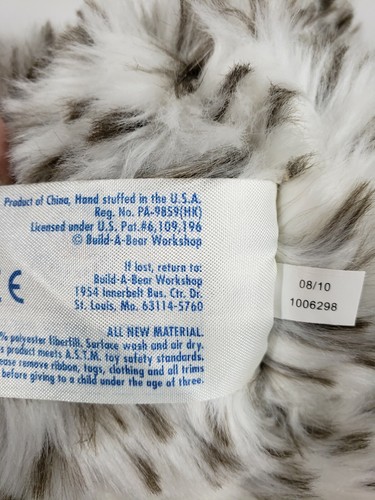 Product of China, Hand stuffed in the U.S.A.
Reg. No. PA-9859(HK)
Licensed under U.S. Pat.#6,109,196
© Build-A-Bear Workshop
If lost, return to:
Build-A-Bear Workshop
1954 Innerbelt Bus. Ctr. Dr.
St. Louis, Mo. 63114-5760
CE
ALL NEW MATERIAL.
% polyester fiberfill. Surface wash and air dry.
s product meets A.S.T.M. toy safety standards.
ease remove ribbon, tags, clothing and all trims
before giving to a child under the age of three.
08/10
1006298